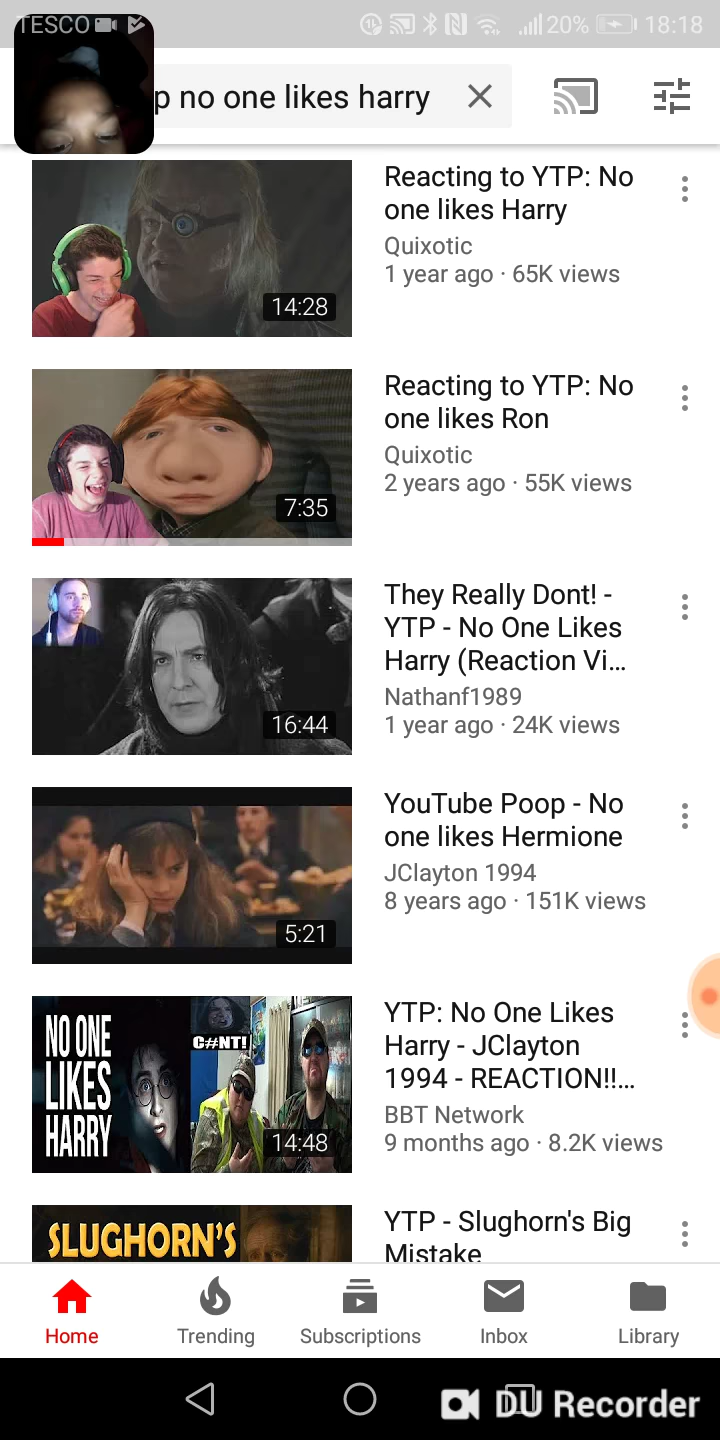 TESCO 20% 18:18
p no one likes harry
Reacting to YTP: No
one likes Harry
Quixotic
1 year ago · 65K views
14:28
Reacting to YTP: No
one likes Ron
Quixotic
2 years ago · 55K views
7:35
They Really Dont! -
YTP - No One Likes
Harry (Reaction Vi...
Nathanf1989
1 year ago · 24K views
16:44
YouTube Poop - No
one likes Hermione
JClayton 1994
8 years ago · 151K views
5:21
NO ONE
LIKES
HARRY
C#NT!
14:48
YTP: No One Likes
Harry - JClayton
1994 - REACTION!!...
BBT Network
9 months ago · 8.2K views
SLUGHORN'S
YTP - Slughorn's Big
Mistake
Home Trending Subscriptions Inbox Library
DU Recorder